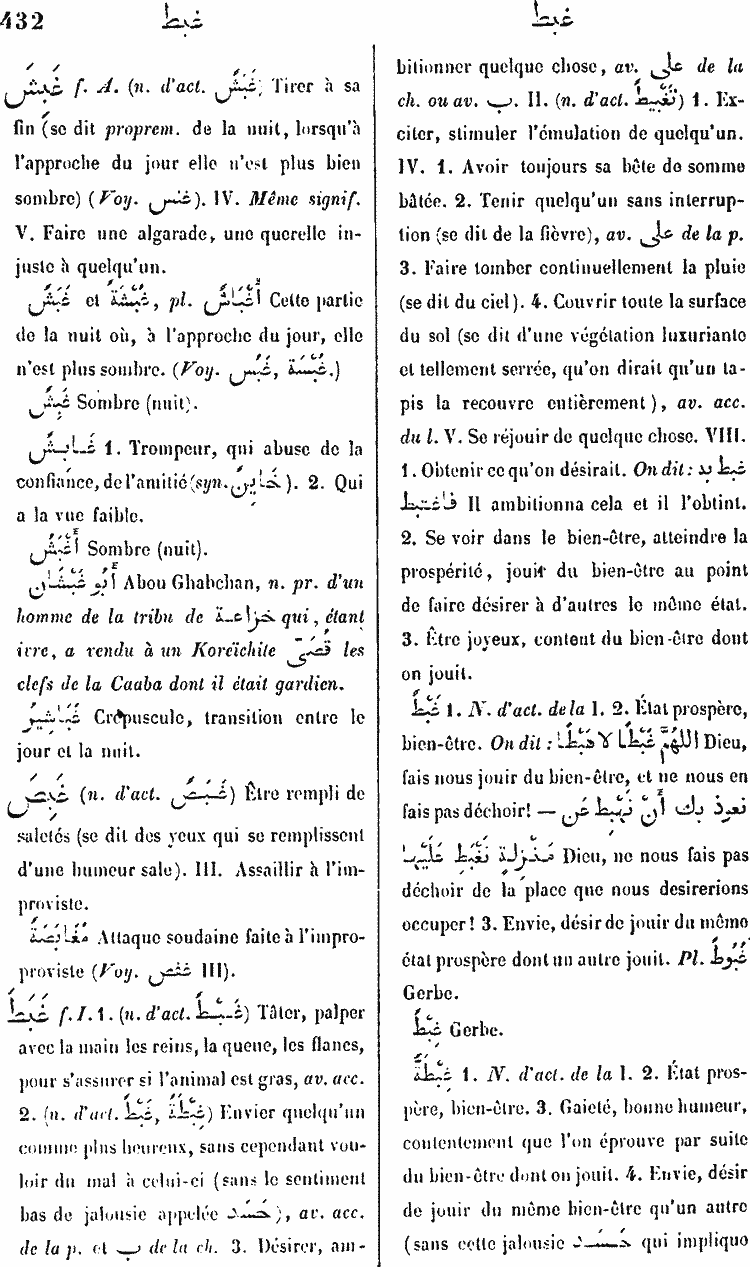 432 غبط غبط
غَبِشَ f. A. (n. d'act. غَبَشٌ) Tirer à sa
fin (se dit proprem. de la nuit, lorsqu'à
l'approche du jour elle n'est plus bien
sombre) (Voy. غبس). IV. Même signif.
V. Faire une algarade, une querelle in-
juste à quelqu'un.
غَبَشٌ et غُبْشَةٌ, pl. أَغْبَاشٌ Cette partie
de la nuit où, à l'approche du jour, elle
n'est plus sombre. (Voy. غَبَسٌ, غُبْسَةٌ.)
غَبِشٌ Sombre (nuit).
غَابِشٌ 1. Trompeur, qui abuse de la
confiance, de l'amitié (syn. خَايِنٌ). 2. Qui
a la vue faible.
أَغْبَشُ Sombre (nuit).
أَبُو غَبْشَان Abou Ghabchan, n. pr. d'un
homme de la tribu de خزاعة qui, étant
ivre, a rendu à un Koreïchite قُصَيّ les
clefs de la Caaba dont il était gardien.
غَبَاشِيرُ Crépuscule, transition entre le
jour et la nuit.
غَبِصَ (n. d'act. غَبَصٌ) Être rempli de
saletés (se dit des yeux qui se remplissent
d'une humeur sale). III. Assaillir à l'im-
proviste.
مُغَابَصَةٌ Attaque soudaine faite à l'impro-
proviste (Voy. غفص III).
غَبَطَ f. I. 1. (n. d'act. غَبْطٌ) Tâter, palper
avec la main les reins, la queue, les flancs,
pour s'assurer si l'animal est gras, av. acc.
2. (n. d'act. غَبْطٌ, غِبْطَةٌ) Envier quelqu'un
comme plus heureux, sans cependant vou-
loir du mal à celui-ci (sans le sentiment
bas de jalousie appelée حَسَد), av. acc.
de la p. et ب de la ch. 3. Désirer, am-
bitionner quelque chose, av. على de la
ch. ou av. ب. II. (n. d'act. تَغْبِيطٌ) 1. Ex-
citer, stimuler l'émulation de quelqu'un.
IV. 1. Avoir toujours sa bête de somme
bâtée. 2. Tenir quelqu'un sans interrup-
tion (se dit de la fièvre), av. على de la p.
3. Faire tomber continuellement la pluie
(se dit du ciel). 4. Couvrir toute la surface
du sol (se dit d'une végétation luxuriante
et tellement serrée, qu'on dirait qu'un ta-
pis la recouvre entièrement), av. acc.
du l. V. Se réjouir de quelque chose. VIII.
1. Obtenir ce qu'on désirait. On dit: غبط به
فاغتبط Il ambitionna cela et il l'obtint.
2. Se voir dans le bien-être, atteindre la
prospérité, jouir du bien-être au point
de faire désirer à d'autres le même état.
3. Être joyeux, content du bien-être dont
on jouit.
غَبْطٌ 1. N. d'act. de la I. 2. État prospère,
bien-être. On dit : اللهُمَّ غَبْطًا لا هَبْطًا Dieu,
fais nous jouir du bien-être, et ne nous en
fais pas déchoir! — نعوذ بك أَنْ نَهْبِطَ عَنْ
مَنْزِلَةٍ نُغْبَطُ عَلَيْهَا Dieu, ne nous fais pas
déchoir de la place que nous desirerions
occuper ! 3. Envie, désir de jouir du même
état prospère dont un autre jouit. Pl. غُبُوطٌ
Gerbe.
غَبْطٌ Gerbe.
غِبْطَةٌ 1. N. d'act. de la I. 2. État pros-
père, bien-être. 3. Gaieté, bonne humeur,
contentement que l'on éprouve par suite
du bien-être dont on jouit. 4. Envie, désir
de jouir du même bien-être qu'un autre
(sans cette jalousie حَسَد qui implique